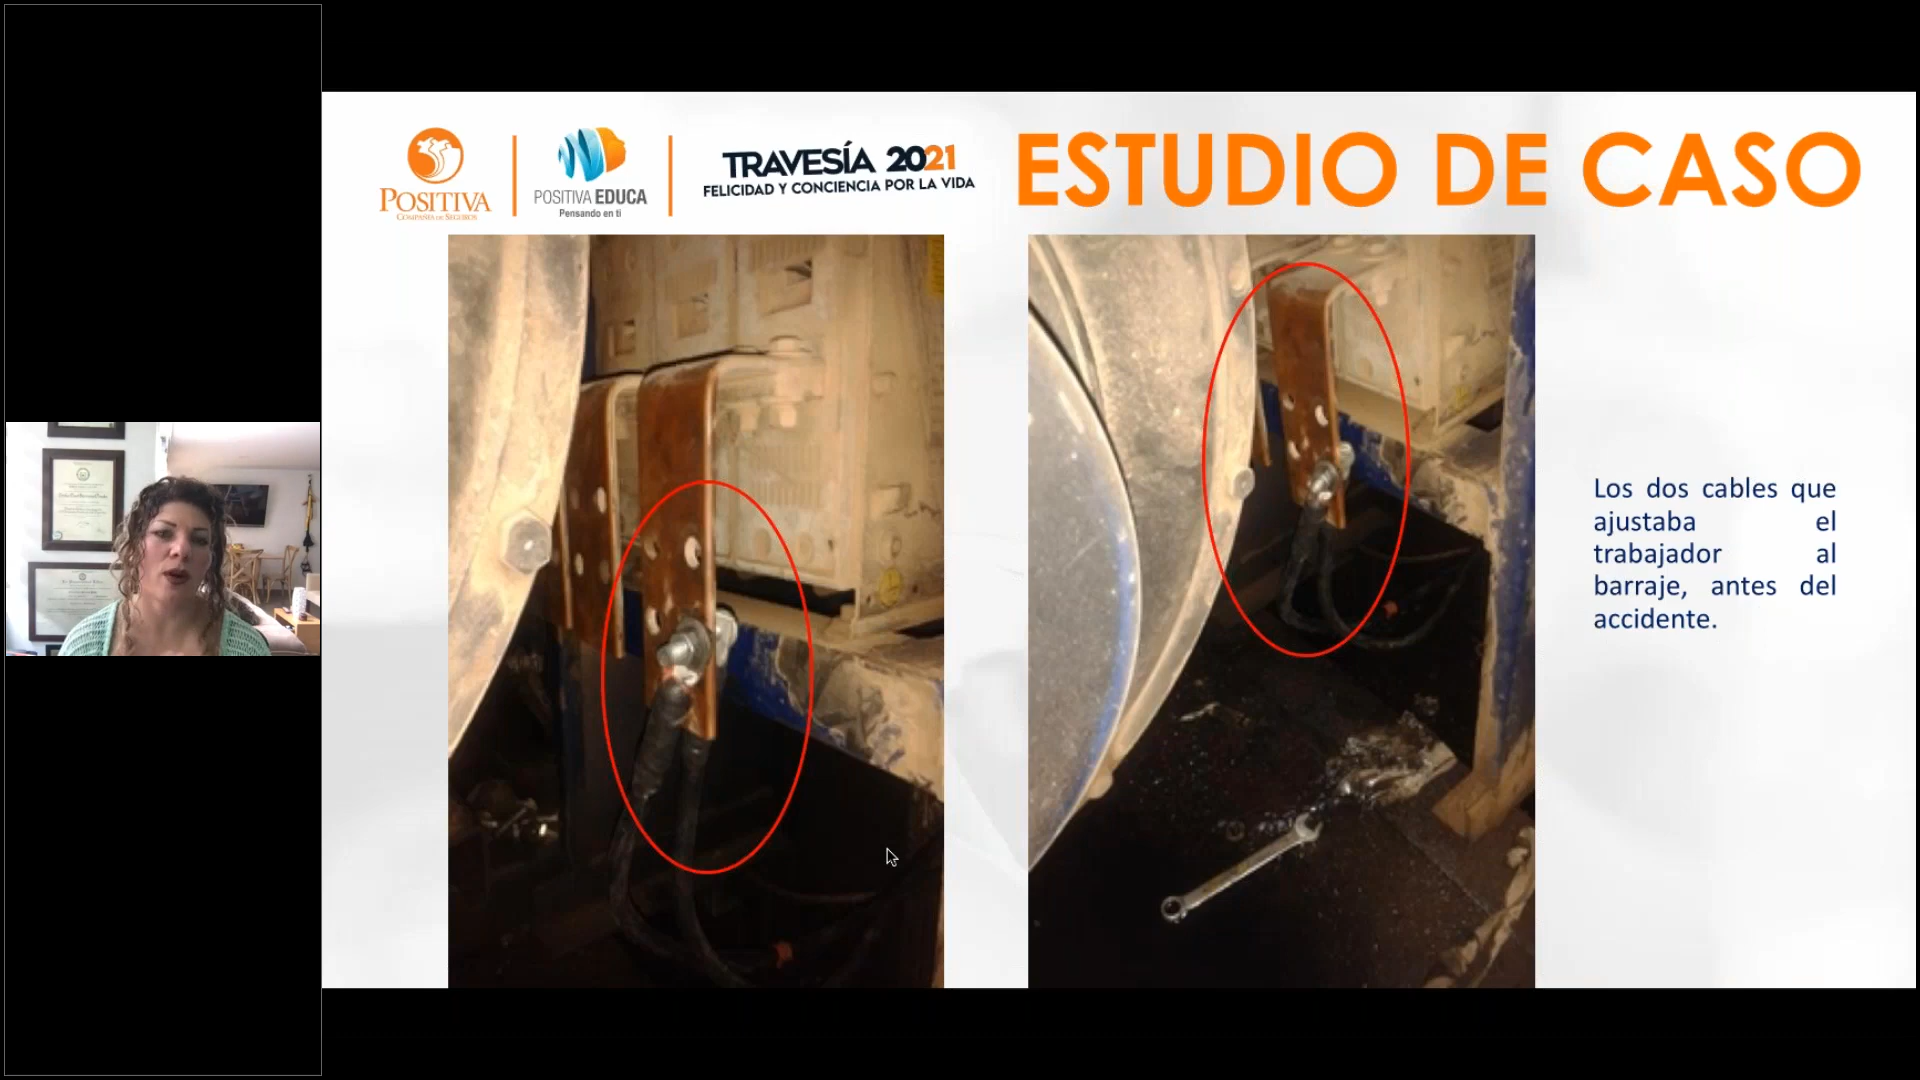 POSITIVA
COMPAÑÍA DE SEGUROS
POSITIVA EDUCA
Pensando en ti
TRAVESÍA 2021
FELICIDAD Y CONCIENCIA POR LA VIDA
ESTUDIO DE CASO
Los dos cables que
ajustaba el
trabajador al
barraje, antes del
accidente.